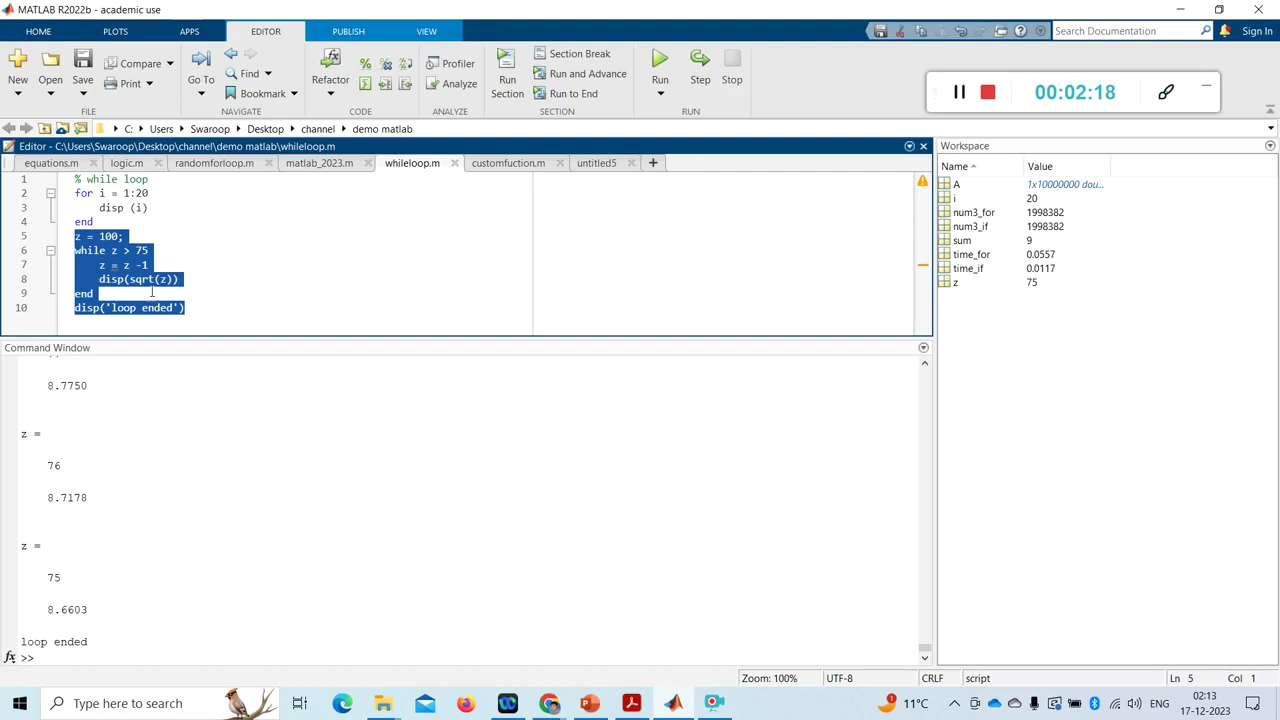 MATLAB R2022b - academic use
HOME PLOTS APPS EDITOR PUBLISH VIEW Search Documentation Sign In
New Open Save Compare Print Go To Find Bookmark Refactor Profiler Analyze Run Section Section Break Run and Advance Run to End Run Step Stop
00:02:18
FILE NAVIGATE CODE ANALYZE SECTION RUN
C: Users Swaroop Desktop channel demo matlab
Editor - C:\Users\Swaroop\Desktop\channel\demo matlab\whileloop.m
equations.m logic.m randomforloop.m matlab_2023.m whileloop.m customfuction.m untitled5
1 % while loop
2 for i = 1:20
3 disp (i)
4 end
5 z = 100;
6 while z > 75
7 z = z -1
8 disp(sqrt(z))
9 end
10 disp('loop ended')
Workspace
Name Value
A 1x10000000 dou...
i 20
num3_for 1998382
num3_if 1998382
sum 9
time_for 0.0557
time_if 0.0117
z 75
Command Window
8.7750
z =
76
8.7178
z =
75
8.6603
loop ended
fx >>
Zoom: 100% UTF-8 CRLF script Ln 5 Col 1
Type here to search
11°C
ENG
02:13
17-12-2023